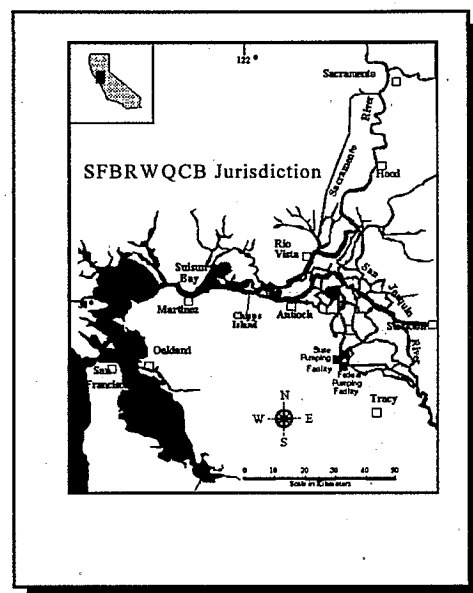 122°
Sacramento
River
Sacramento
Hood
SFBRWQCB Jurisdiction
Rio
Vista
Suisun
Bay
San Joaquin
River
38°
Martinez
Chipps
Island
Antioch
Stockton
Oakland
San
Francisco
State
Pumping
Facility
Federal
Pumping
Facility
Tracy
N
W E
S
0 10 20 30 40 50
Scale in Kilometers